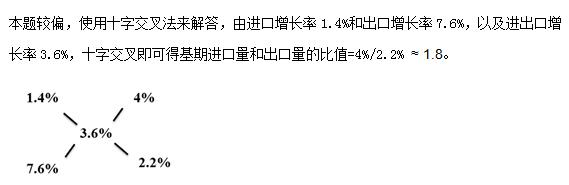 本题较偏，使用十字交叉法来解答，由进口增长率1.4%和出口增长率7.6%，以及进出口增
长率3.6%，十字交叉即可得基期进口量和出口量的比值=4%/2.2% ≈1.8。
1.4% 4%
3.6%
7.6% 2.2%